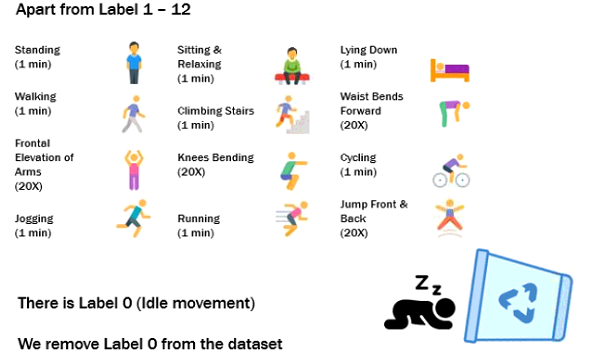 Apart from Label 1 – 12
Standing
(1 min)
Sitting &
Relaxing
(1 min)
Lying Down
(1 min)
Walking
(1 min)
Climbing Stairs
(1 min)
Waist Bends
Forward
(20X)
Frontal
Elevation of
Arms
(20X)
Knees Bending
(20X)
Cycling
(1 min)
Jogging
(1 min)
Running
(1 min)
Jump Front &
Back
(20X)
Z z
There is Label 0 (Idle movement)
We remove Label 0 from the dataset